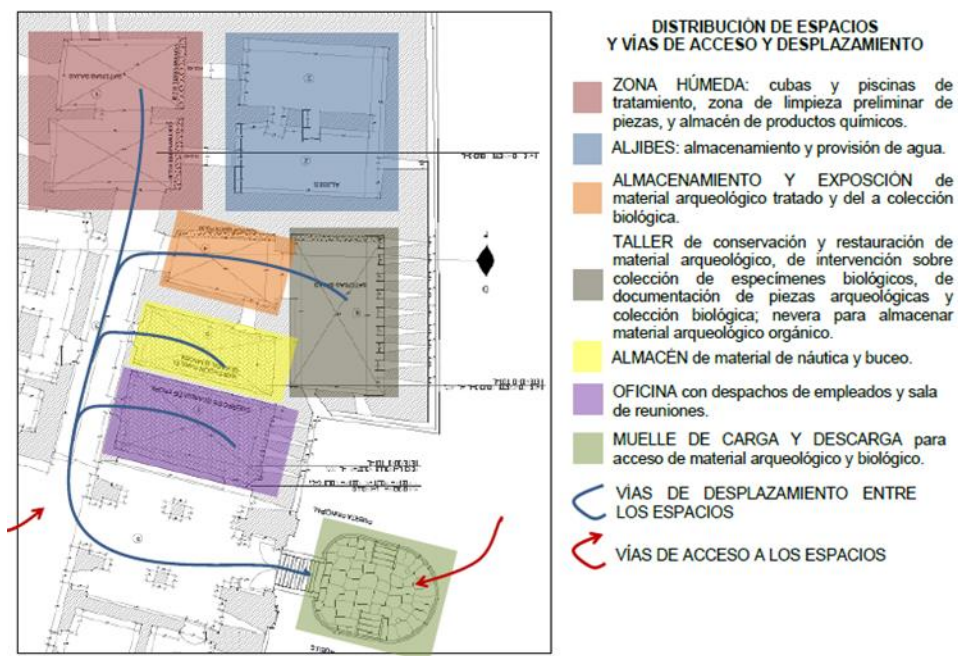 DISTRIBUCIÓN DE ESPACIOS
Y VÍAS DE ACCESO Y DESPLAZAMIENTO
ZONA HÚMEDA: cubas y piscinas de
tratamiento, zona de limpieza preliminar de
piezas, y almacén de productos químicos.
ALJIBES: almacenamiento y provisión de agua.
ALMACENAMIENTO Y EXPOSCIÓN de
material arqueológico tratado y del a colección
biológica.
TALLER de conservación y restauración de
material arqueológico, de intervención sobre
colección de especímenes biológicos, de
documentación de piezas arqueológicas y
colección biológica; nevera para almacenar
material arqueológico orgánico.
ALMACÉN de material de náutica y buceo.
OFICINA con despachos de empleados y sala
de reuniones.
MUELLE DE CARGA Y DESCARGA para
acceso de material arqueológico y biológico.
VÍAS DE DESPLAZAMIENTO ENTRE
LOS ESPACIOS
VÍAS DE ACCESO A LOS ESPACIOS
ALJIBES
PUERTA PRINCIPAL